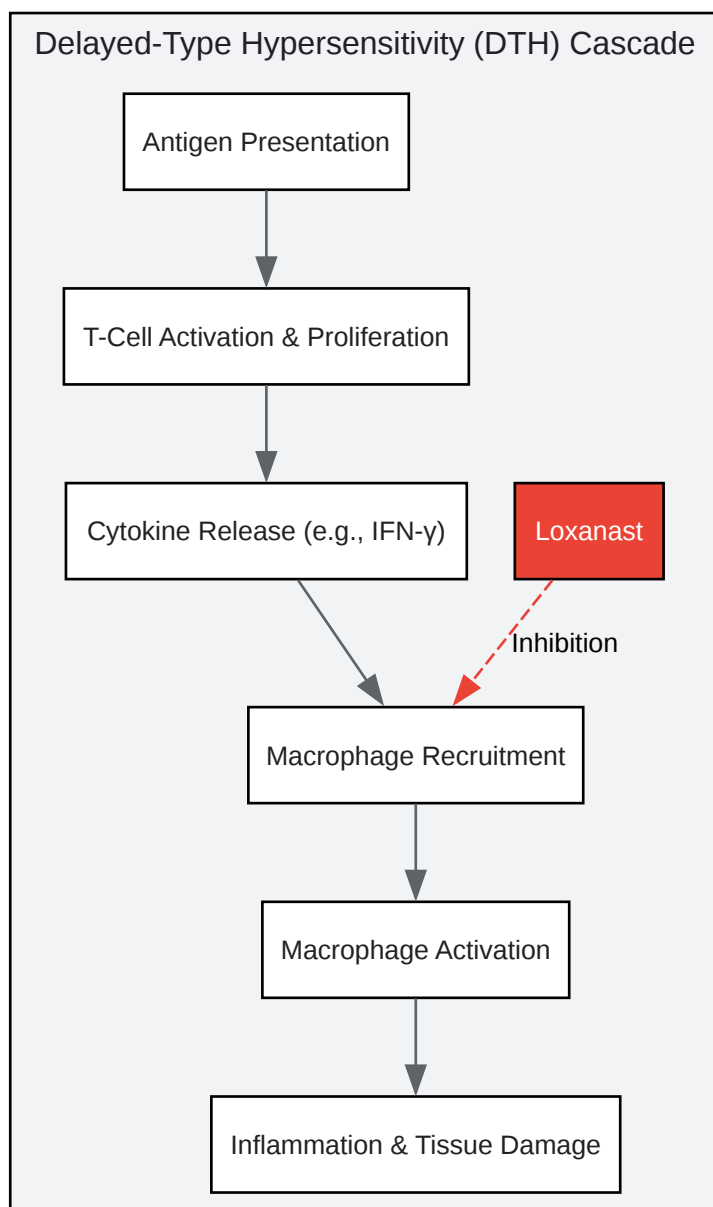 Delayed-Type Hypersensitivity (DTH) Cascade
Antigen Presentation
T-Cell Activation & Proliferation
Cytokine Release (e.g., IFN-γ)
Loxanast
Inhibition
Macrophage Recruitment
Macrophage Activation
Inflammation & Tissue Damage